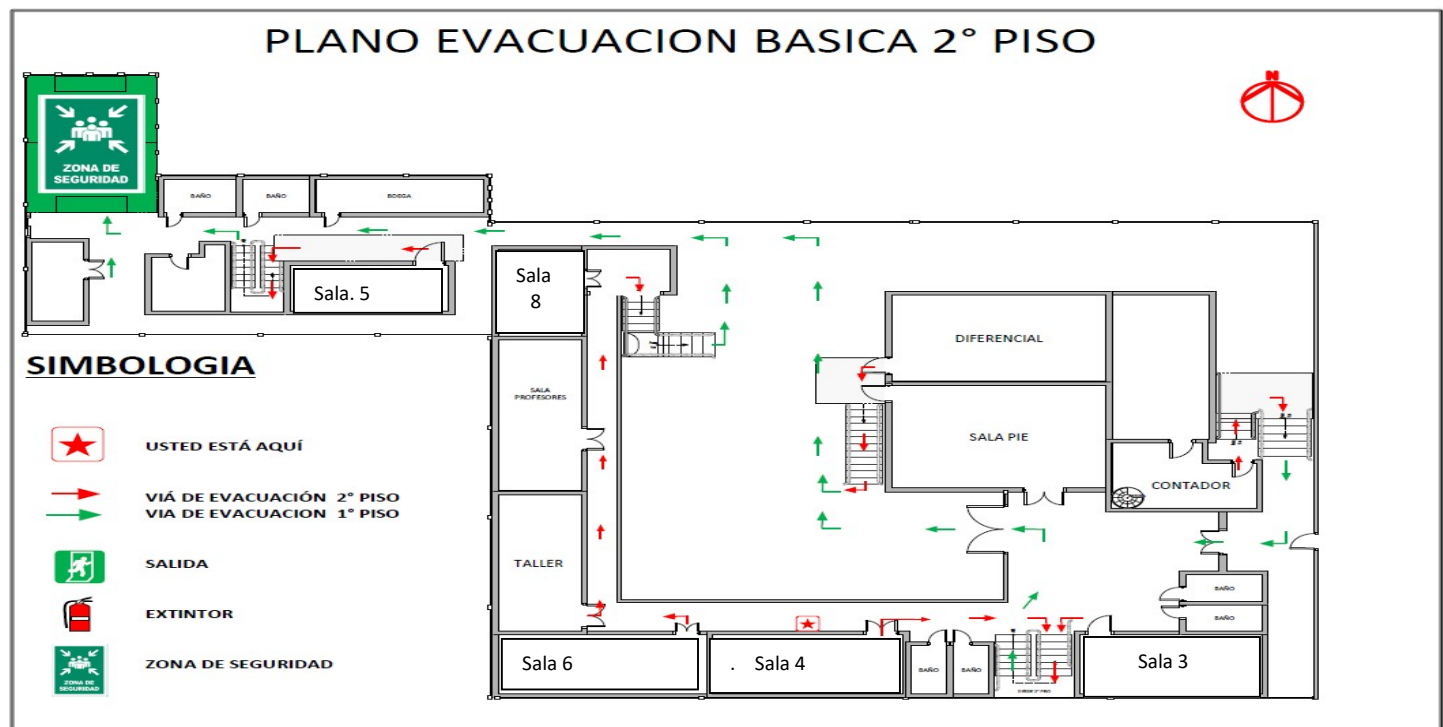 PLANO EVACUACION BASICA 2° PISO
N
ZONA DE
SEGURIDAD
BAÑO
BAÑO
BODEGA
Sala. 5
Sala
8
SALA
PROFESORES
TALLER
DIFERENCIAL
SALA PIE
CONTADOR
BAÑO
BAÑO
Sala 6
. Sala 4
BAÑO
BAÑO
Sala 3
SIMBOLOGIA
USTED ESTÁ AQUÍ
VIÁ DE EVACUACIÓN 2° PISO
VIA DE EVACUACION 1° PISO
SALIDA
EXTINTOR
ZONA DE SEGURIDAD
ZONA DE
SEGURIDAD